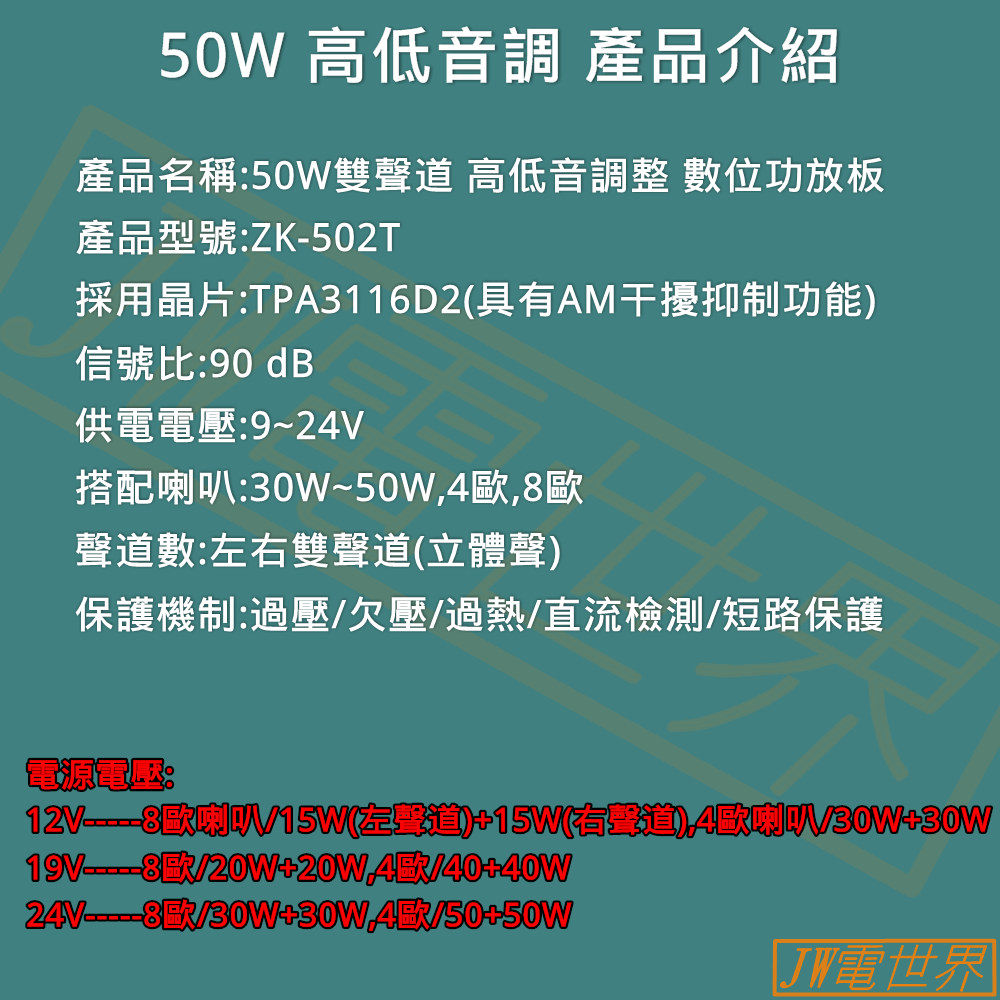 50W 高低音調 產品介紹
產品名稱:50W雙聲道 高低音調整 數位功放板
產品型號:ZK-502T
採用晶片:TPA3116D2(具有AM干擾抑制功能)
信號比:90 dB
供電電壓:9~24V
搭配喇叭:30W~50W,4歐,8歐
聲道數:左右雙聲道(立體聲)
保護機制:過壓/欠壓/過熱/直流檢測/短路保護
電源電壓:
12V-----8歐喇叭/15W(左聲道)+15W(右聲道),4歐喇叭/30W+30W
19V-----8歐/20W+20W,4歐/40+40W
24V-----8歐/30W+30W,4歐/50+50W
JW電世界
JW電世界